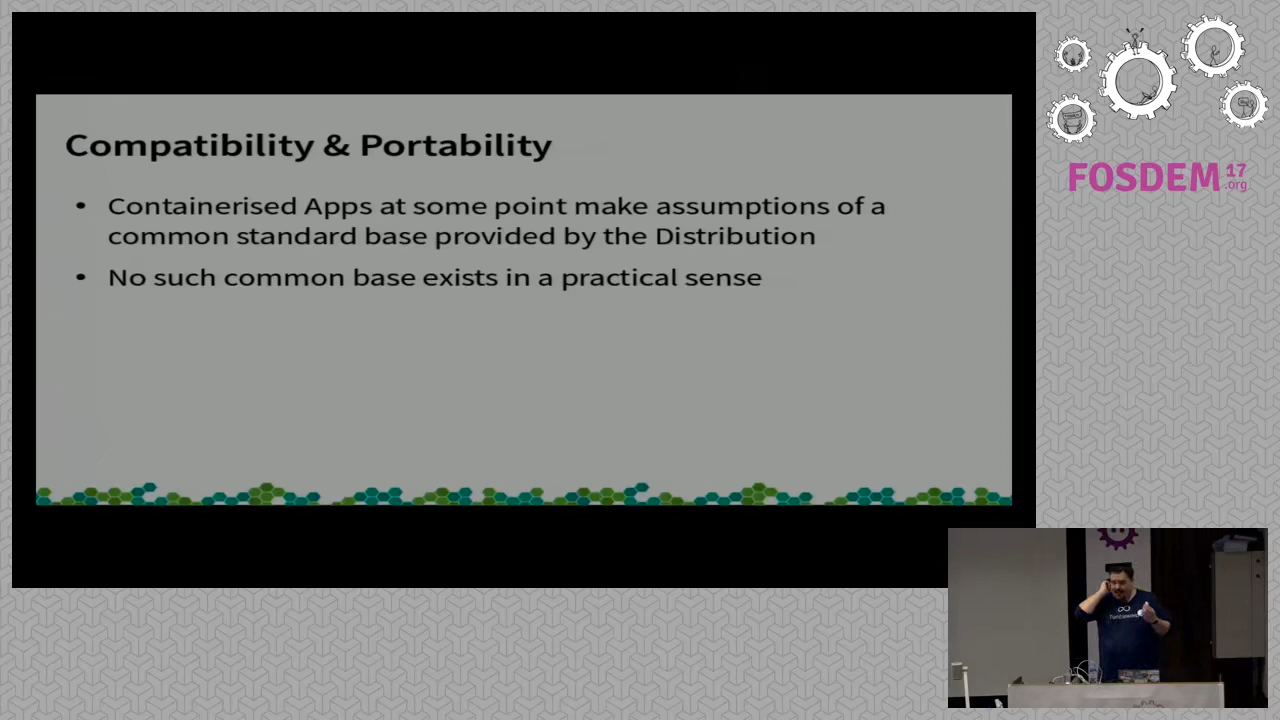 Compatibility & Portability
• Containerised Apps at some point make assumptions of a
common standard base provided by the Distribution
• No such common base exists in a practical sense
FOSDEM 17
.org